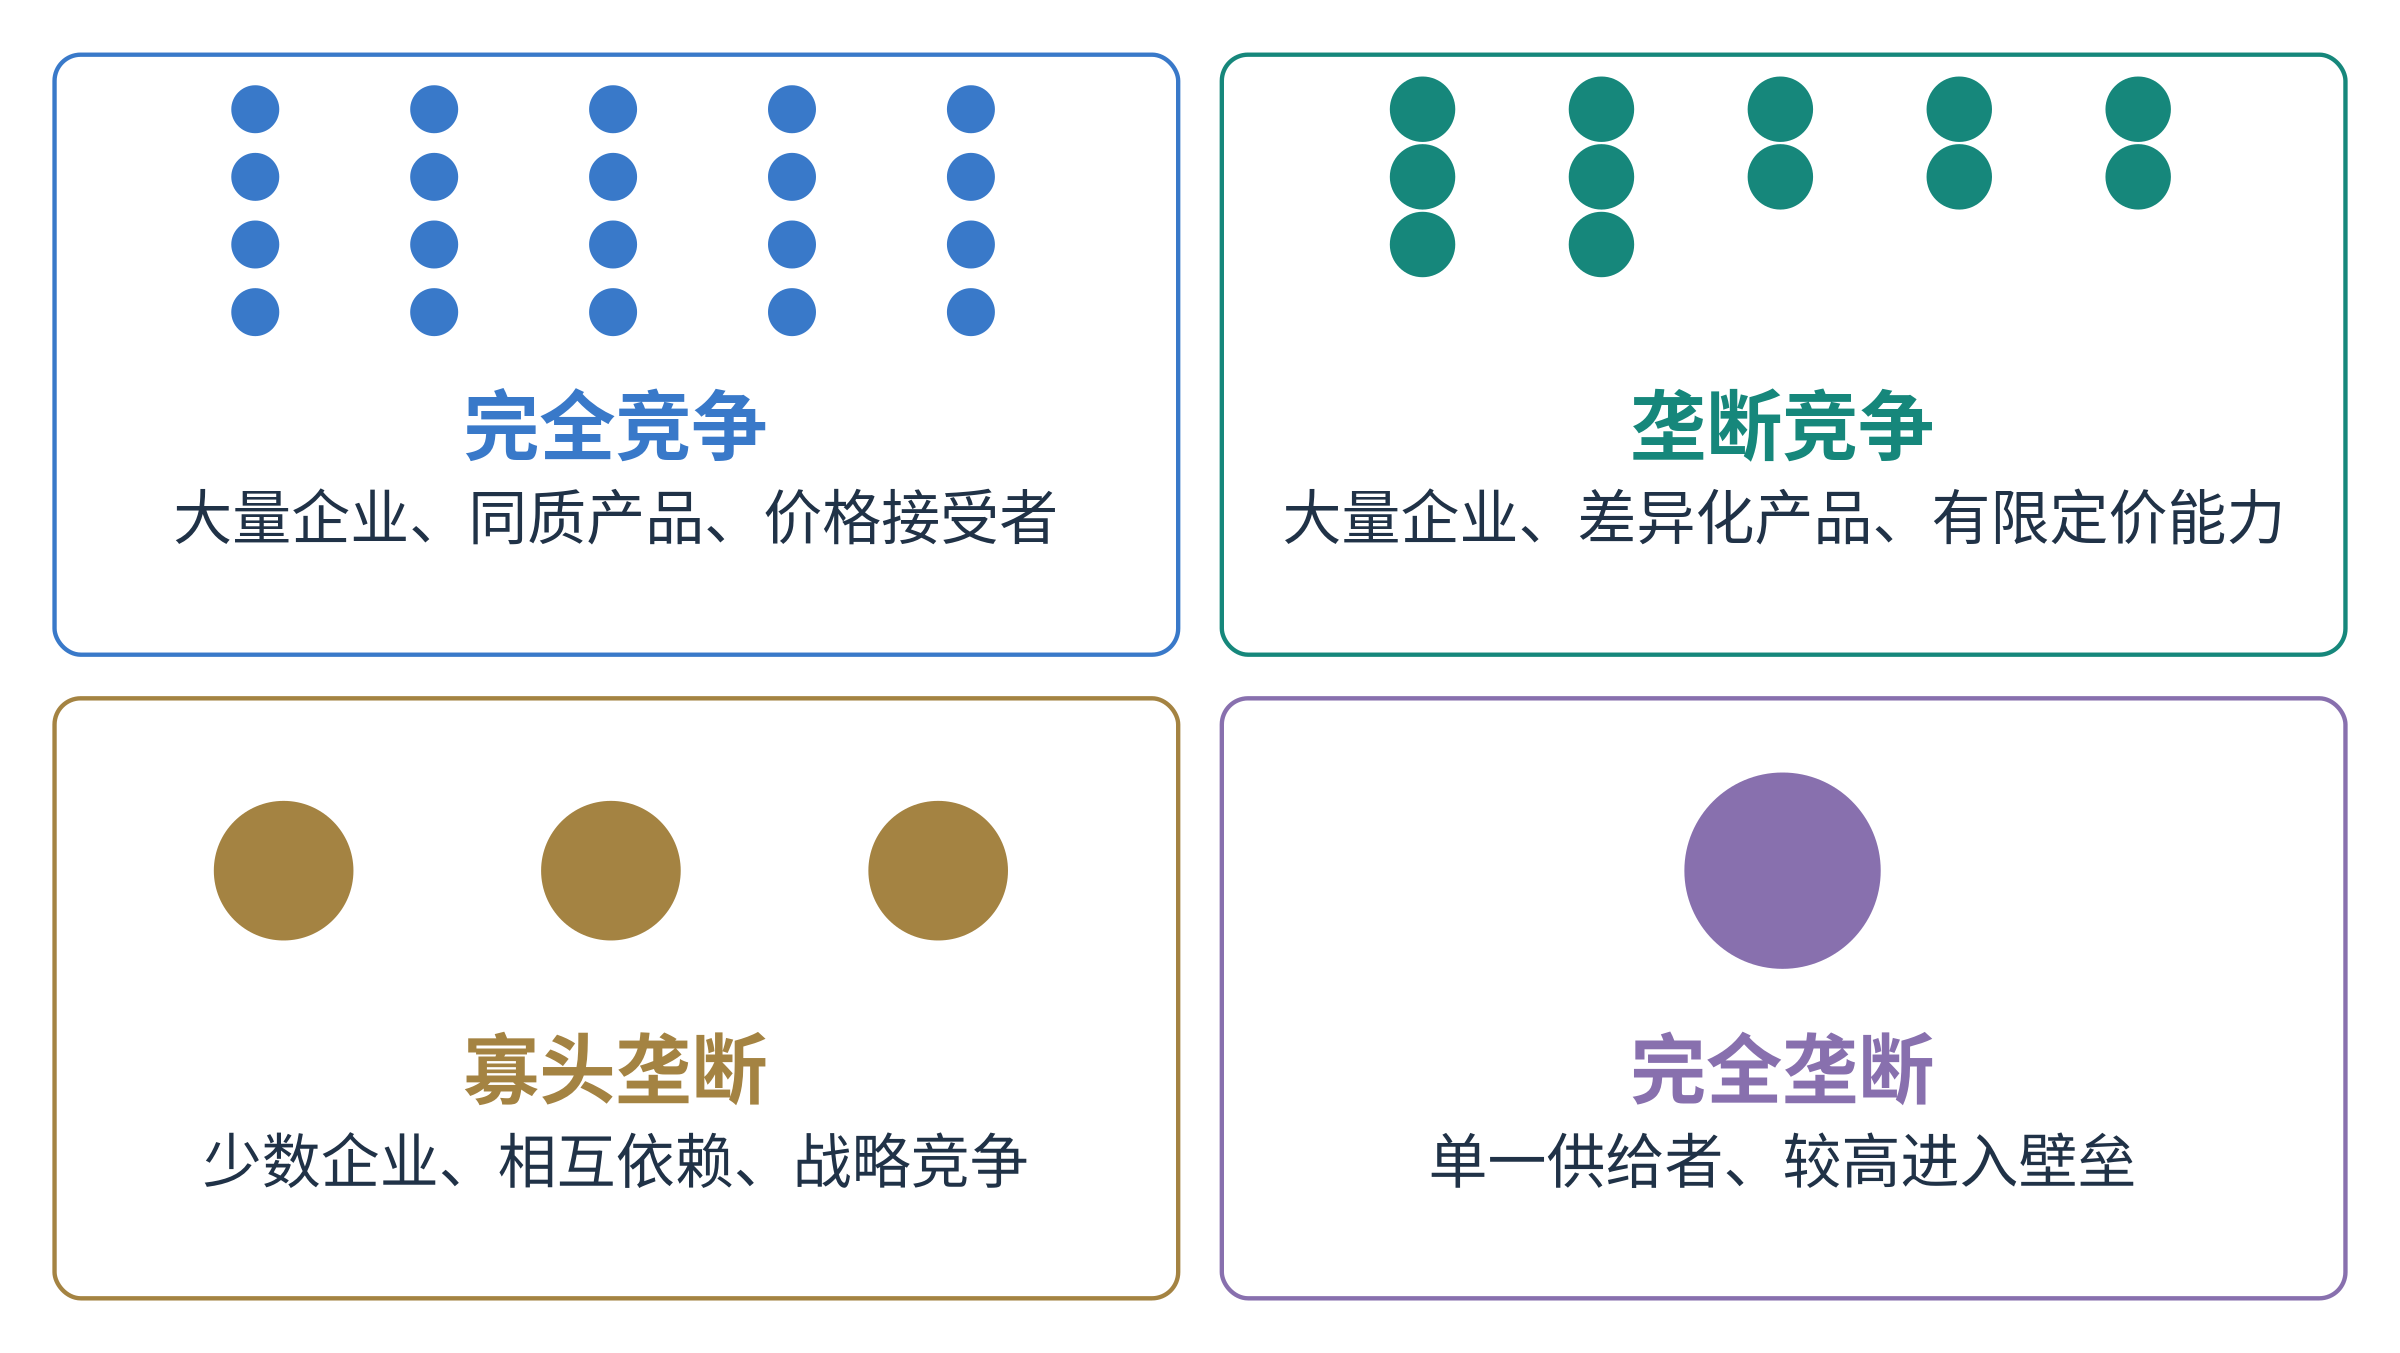 完全竞争
大量企业、同质产品、价格接受者
垄断竞争
大量企业、差异化产品、有限定价能力
寡头垄断
少数企业、相互依赖、战略竞争
完全垄断
单一供给者、较高进入壁垒